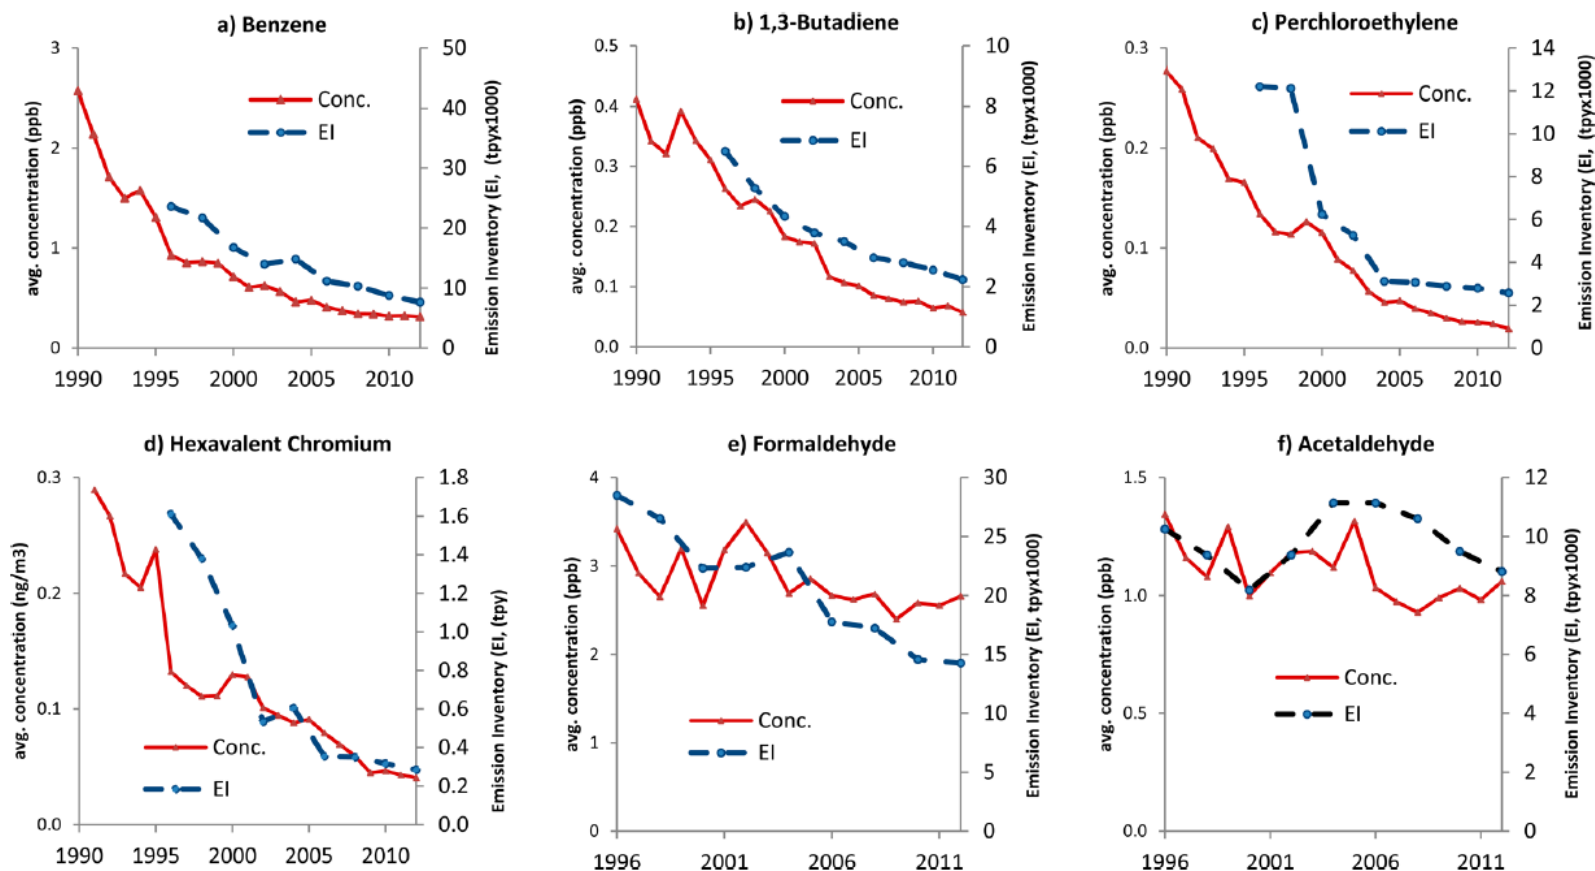 a) Benzene
avg. concentration (ppb)
3
2
1
0
50
40
30
20
10
0
Emission Inventory (EI, (tpyx1000)
Conc.
EI
1990 1995 2000 2005 2010
b) 1,3-Butadiene
avg. concentration (ppb)
0.5
0.4
0.3
0.2
0.1
0.0
10
8
6
4
2
0
Emission Inventory (EI, (tpyx1000)
Conc.
EI
1990 1995 2000 2005 2010
c) Perchloroethylene
avg. concentration (ppb)
0.3
0.2
0.1
0.0
14
12
10
8
6
4
2
0
Emission Inventory (EI, (tpyx1000)
Conc.
EI
1990 1995 2000 2005 2010
d) Hexavalent Chromium
avg. concentration (ng/m3)
0.3
0.2
0.1
0.0
1.8
1.6
1.4
1.2
1.0
0.8
0.6
0.4
0.2
0.0
Emission Inventory (EI, (tpy)
Conc.
EI
1990 1995 2000 2005 2010
e) Formaldehyde
avg. concentration (ppb)
4
3
2
1
0
30
25
20
15
10
5
0
Emission Inventory (EI, tpyx1000)
Conc.
EI
1996 2001 2006 2011
f) Acetaldehyde
avg. concentration (ppb)
1.5
1.0
0.5
0.0
12
10
8
6
4
2
0
Emission Inventory (EI, (tpyx1000)
Conc.
EI
1996 2001 2006 2011